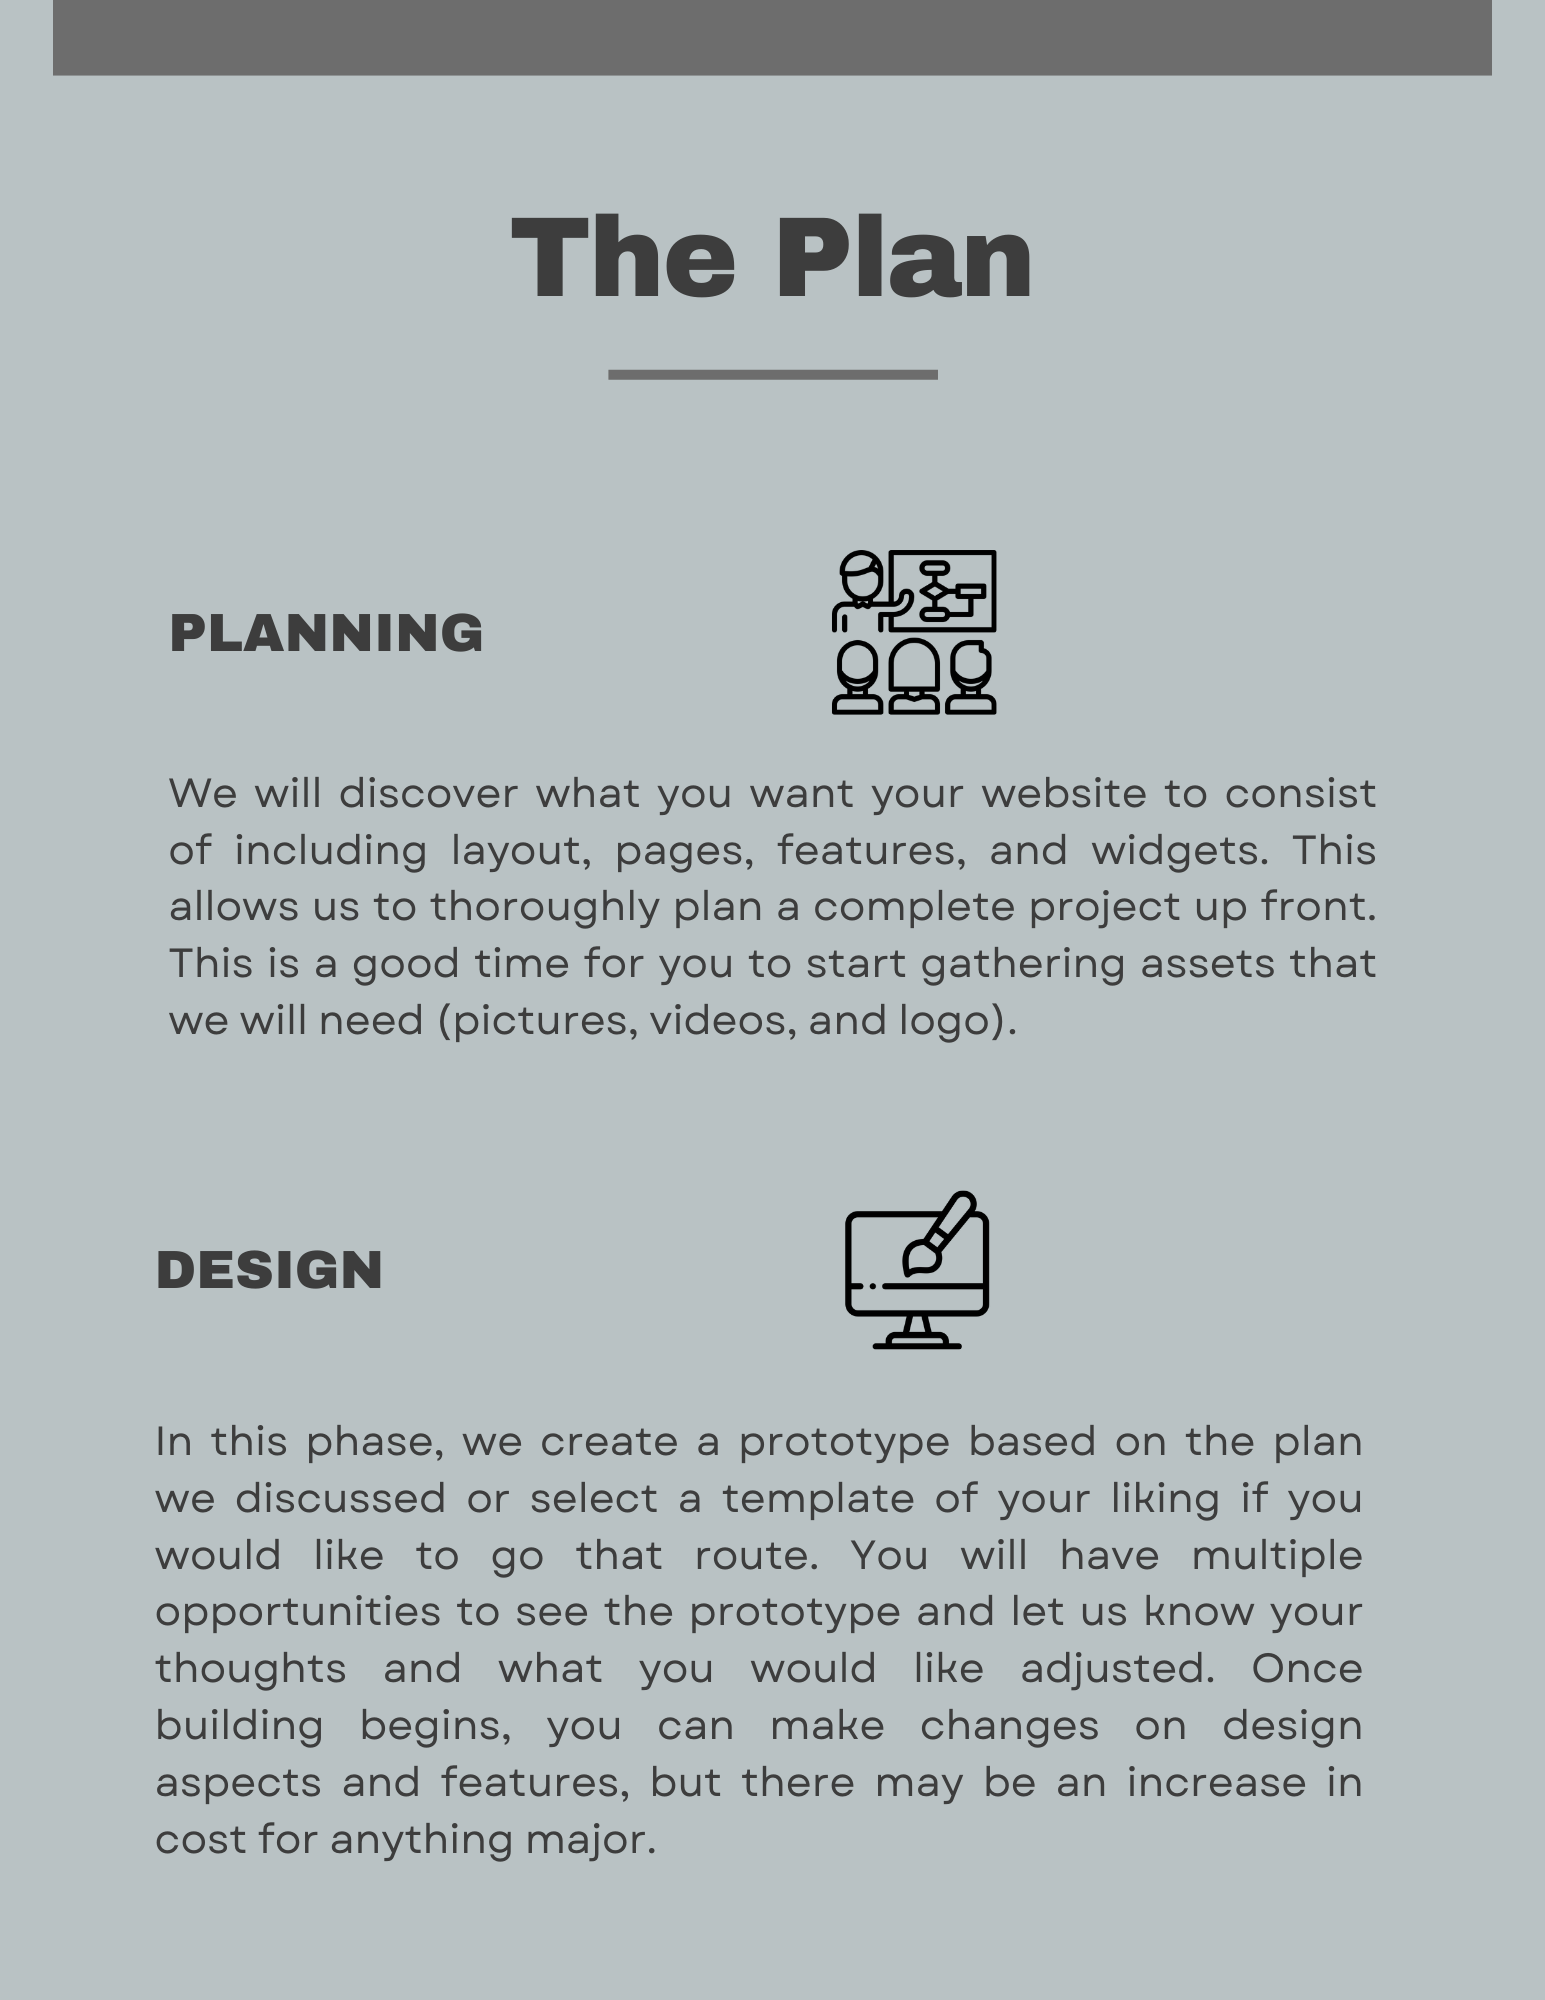 The Plan
PLANNING
We will discover what you want your website to consist
of including layout, pages, features, and widgets. This
allows us to thoroughly plan a complete project up front.
This is a good time for you to start gathering assets that
we will need (pictures, videos, and logo).
DESIGN
In this phase, we create a prototype based on the plan
we discussed or select a template of your liking if you
would like to go that route. You will have multiple
opportunities to see the prototype and let us know your
thoughts and what you would like adjusted. Once
building begins, you can make changes on design
aspects and features, but there may be an increase in
cost for anything major.